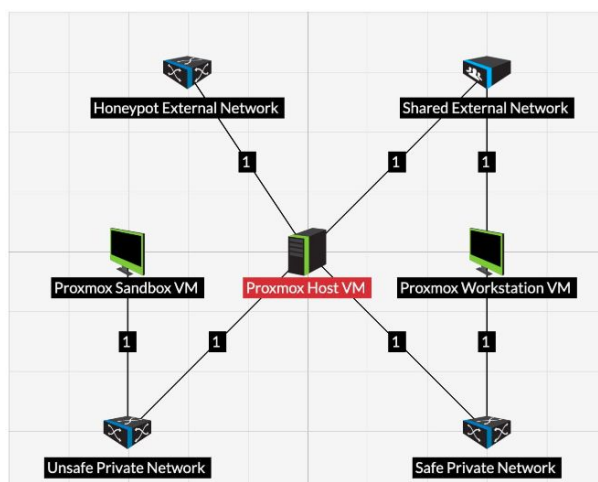 Honeypot External Network
Shared External Network
1
1
1
Proxmox Sandbox VM
Proxmox Host VM
Proxmox Workstation VM
1
1
1
1
Unsafe Private Network
Safe Private Network